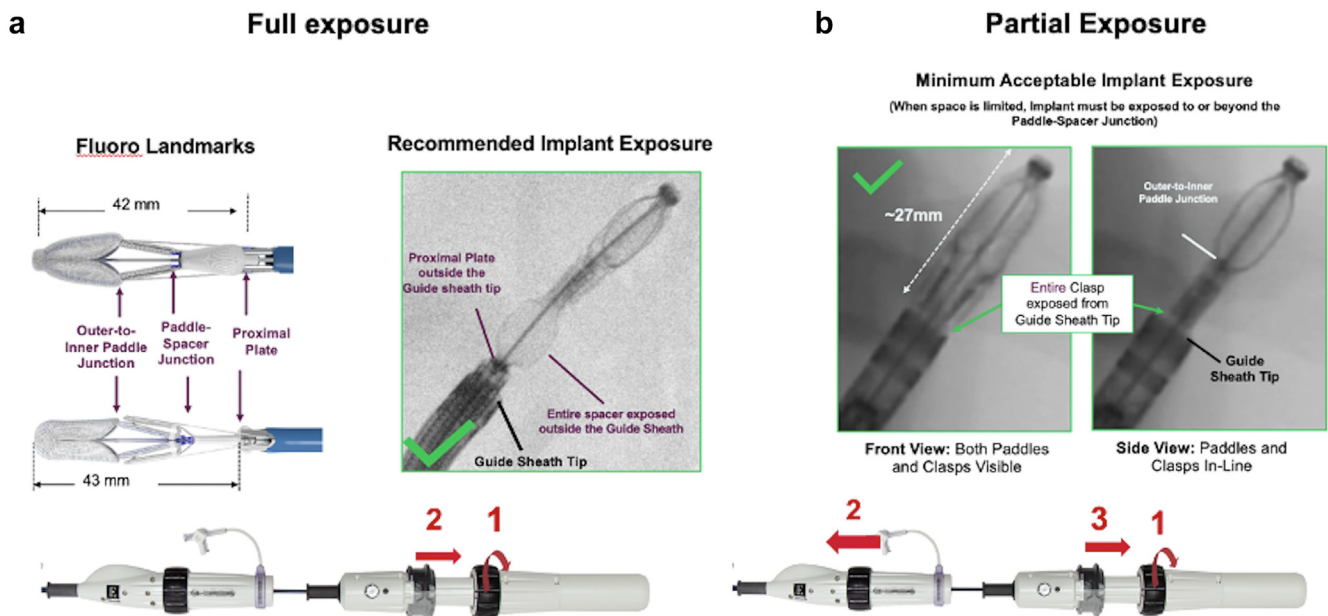 a
Full exposure
Fluoro Landmarks
42 mm
Outer-to-
Inner Paddle
Junction
Paddle-
Spacer
Junction
Proximal
Plate
43 mm
Recommended Implant Exposure
Proximal Plate
outside the
Guide sheath tip
Entire spacer exposed
outside the Guide Sheath
Guide Sheath Tip
2
1
b
Partial Exposure
Minimum Acceptable Implant Exposure
(When space is limited, Implant must be exposed to or beyond the
Paddle-Spacer Junction)
~27mm
Outer-to-Inner
Paddle Junction
Entire Clasp
exposed from
Guide Sheath Tip
Guide
Sheath Tip
Front View: Both Paddles
and Clasps Visible
Side View: Paddles and
Clasps In-Line
2
3
1